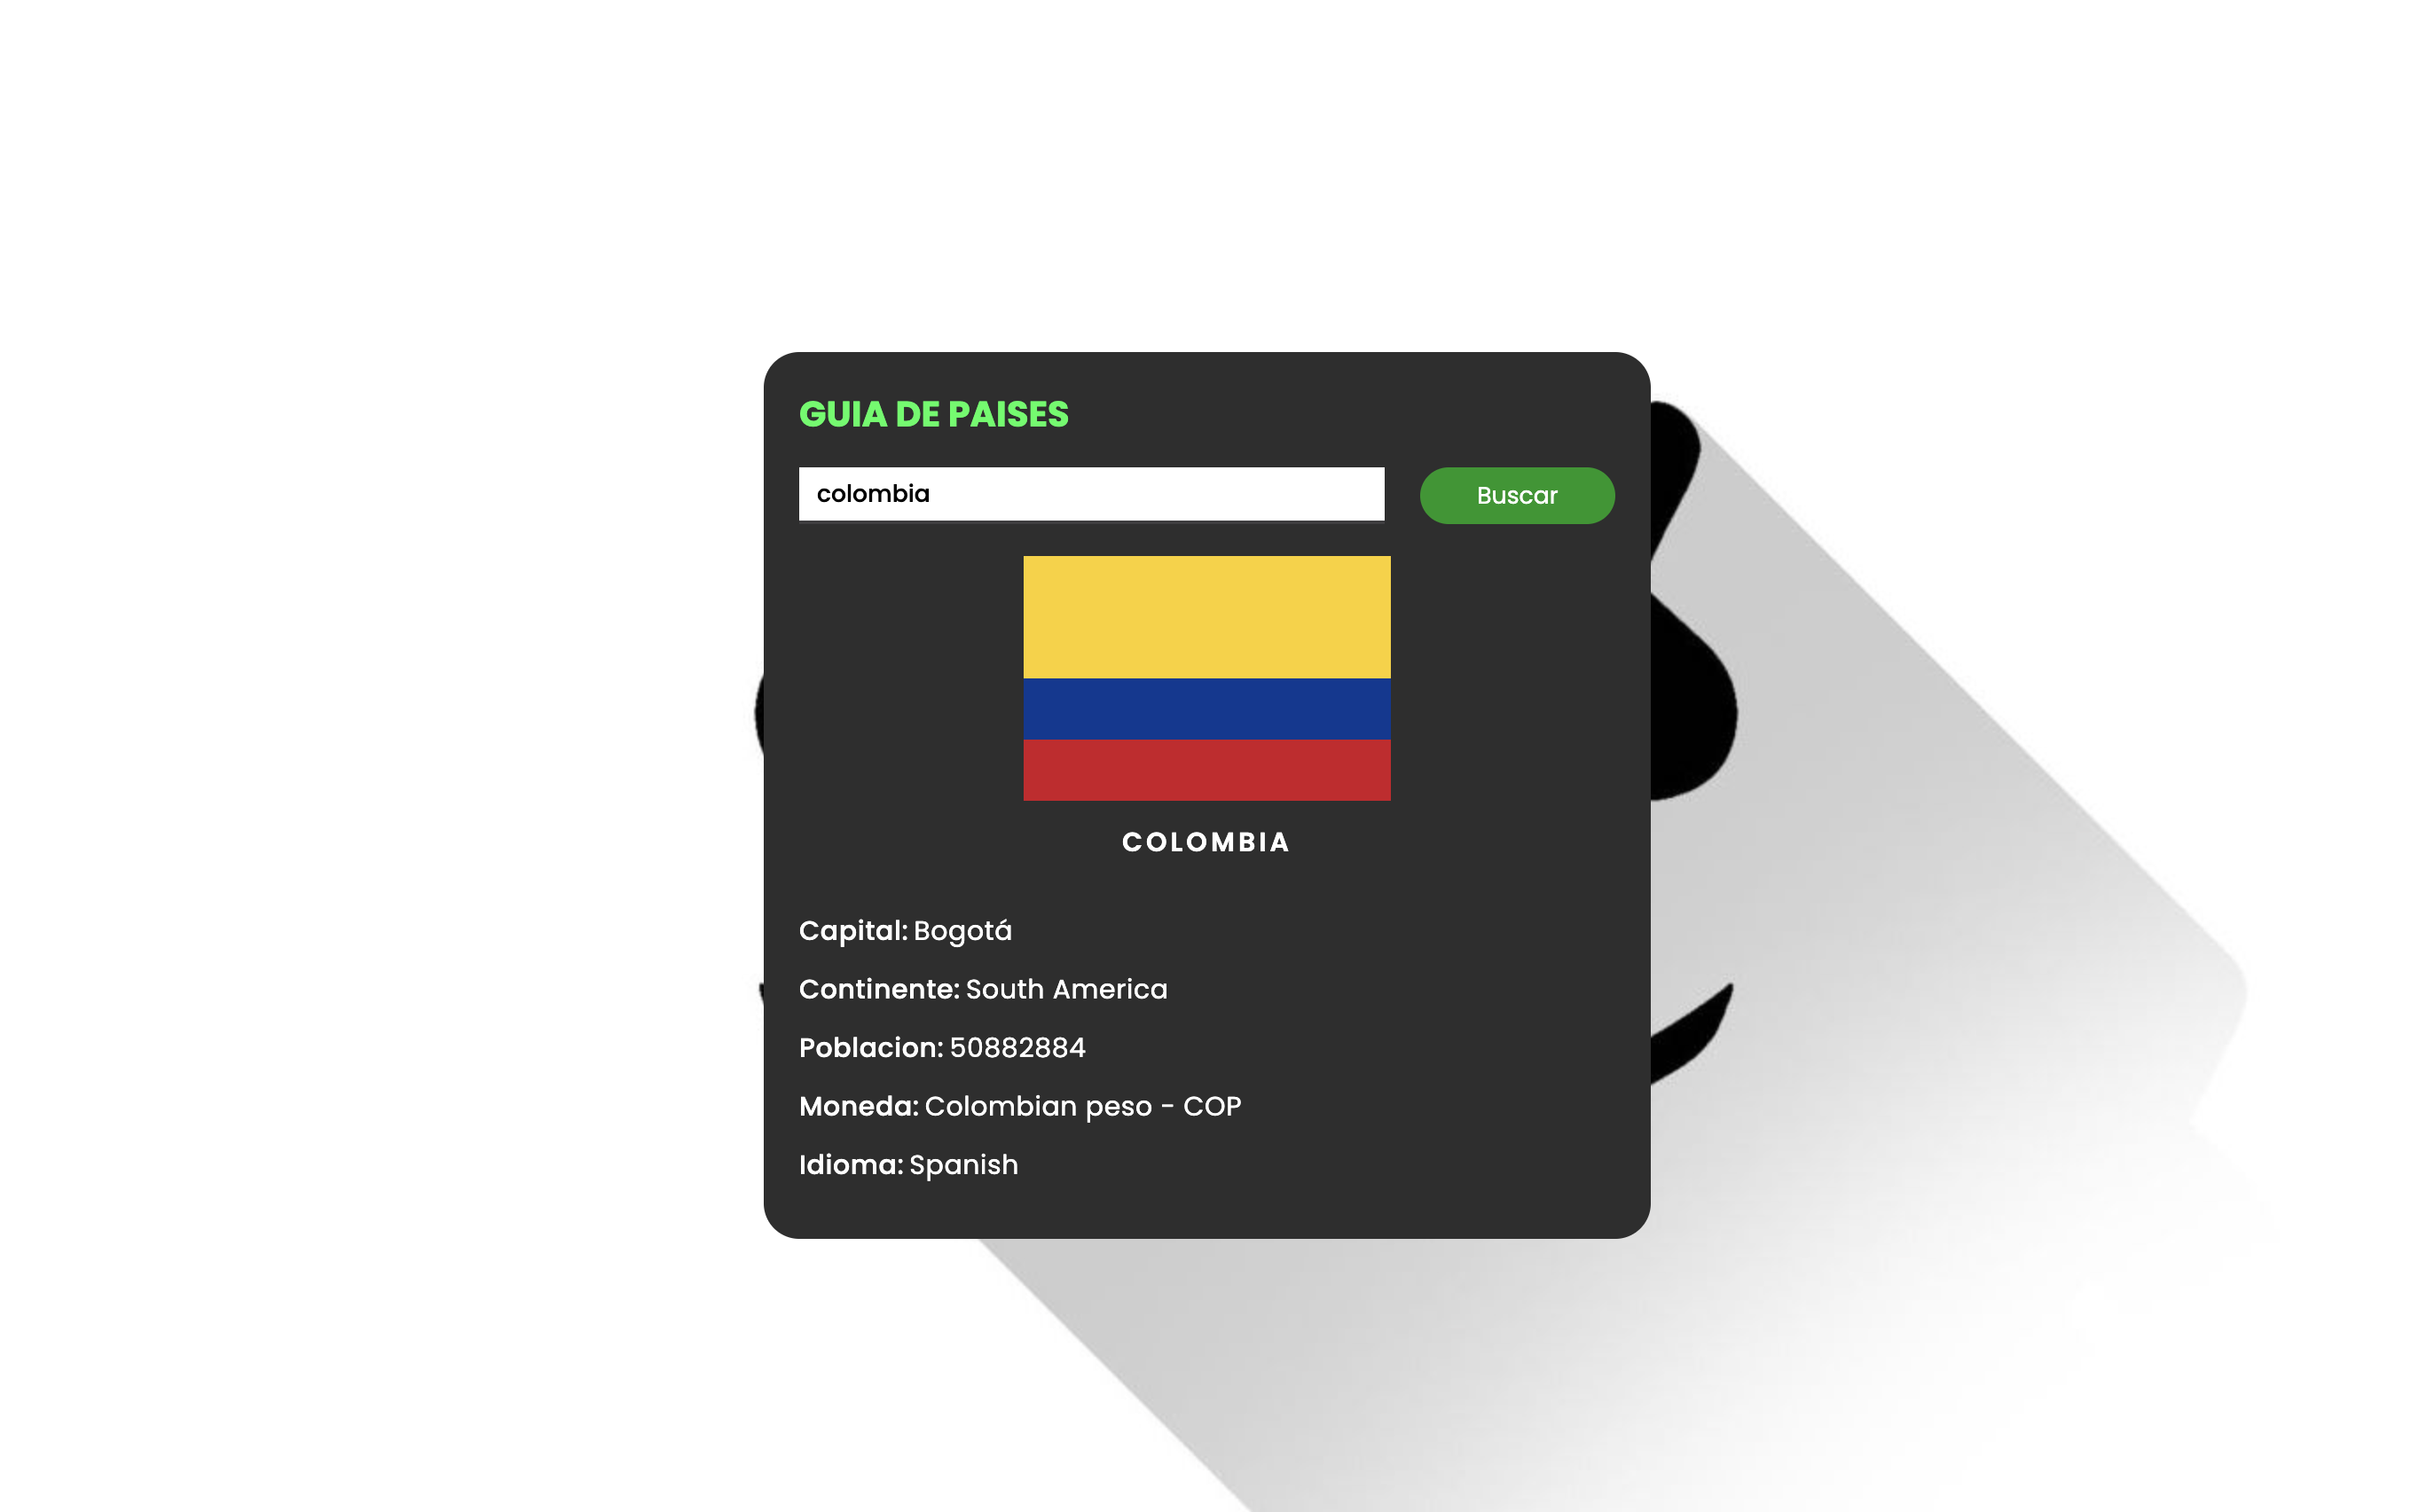 GUIA DE PAISES
colombia
Buscar
COLOMBIA
Capital: Bogotá
Continente: South America
Poblacion: 50882884
Moneda: Colombian peso - COP
Idioma: Spanish